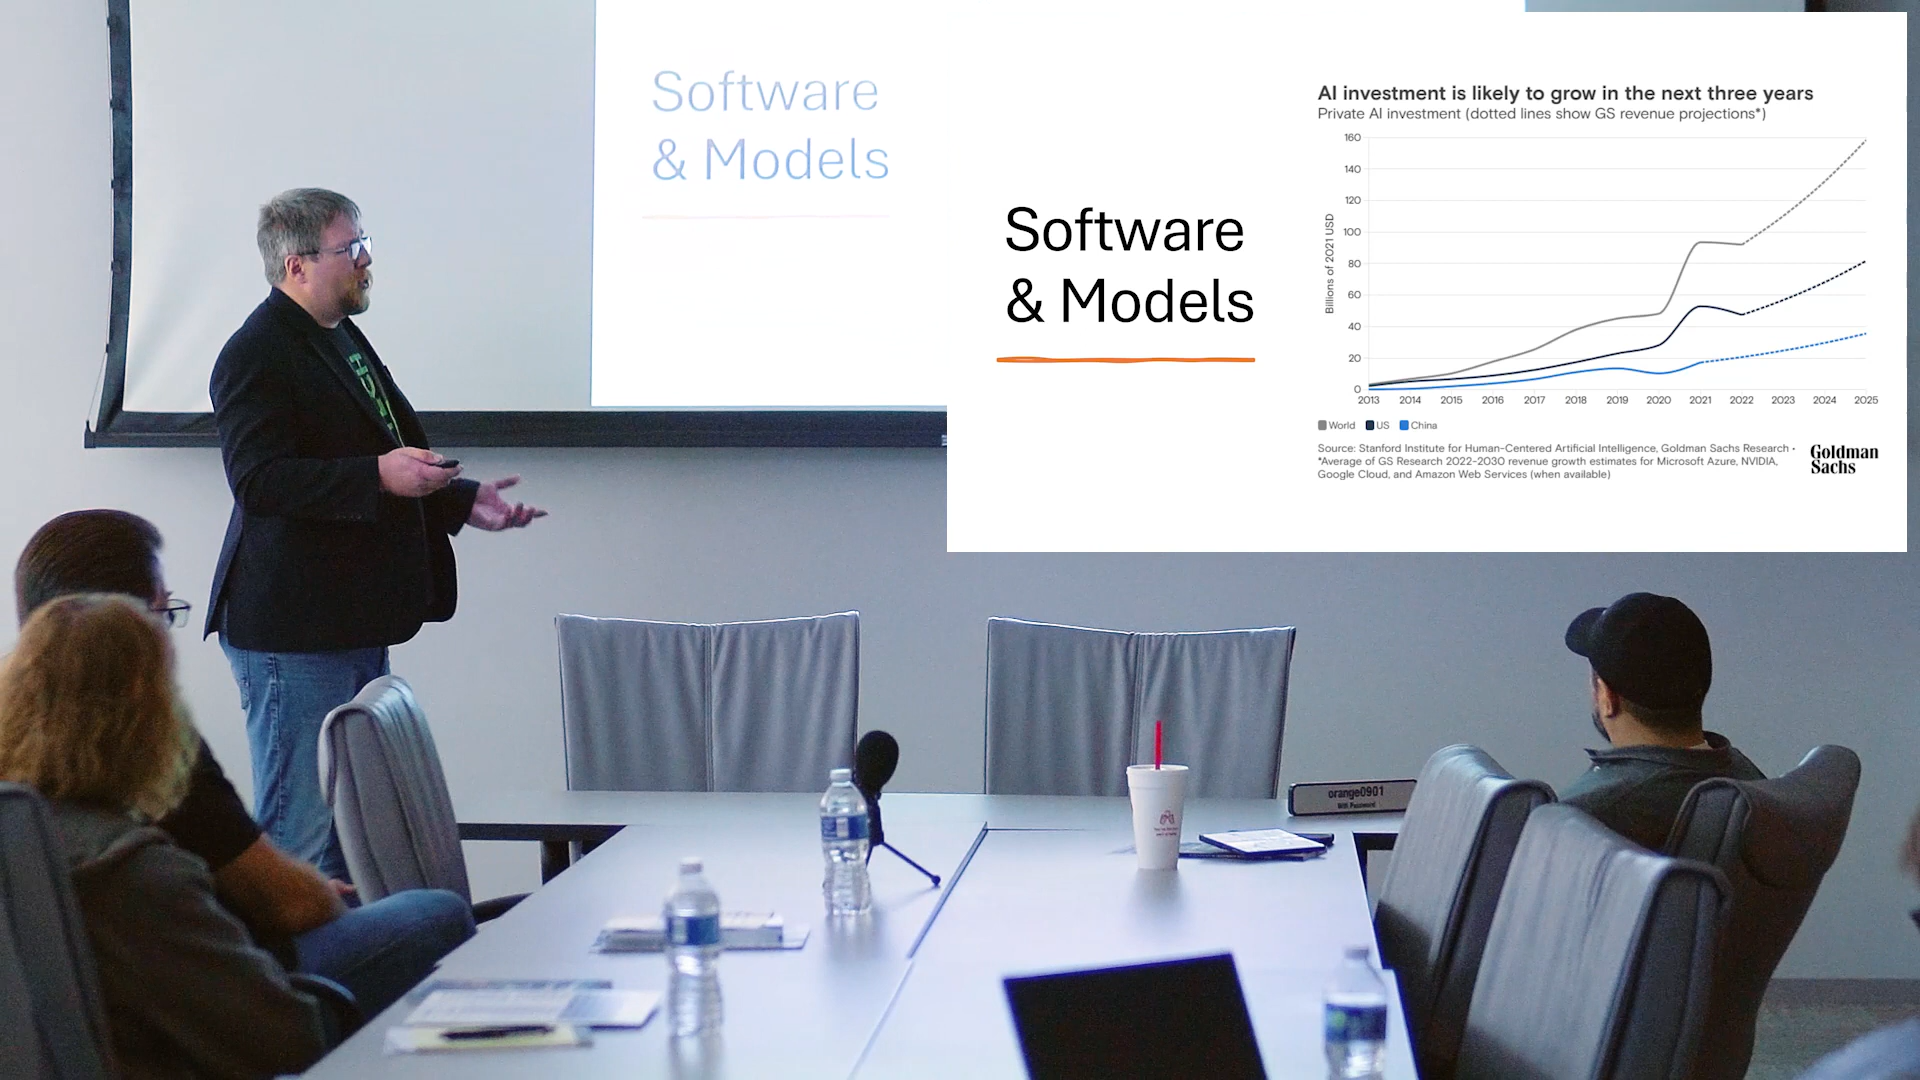 Software
& Models
Software
& Models
AI investment is likely to grow in the next three years
Private AI investment (dotted lines show GS revenue projections*)
160
140
120
100
80
60
40
20
0
Billions of 2021 USD
2013 2014 2015 2016 2017 2018 2019 2020 2021 2022 2023 2024 2025
World US China
Source: Stanford Institute for Human-Centered Artificial Intelligence, Goldman Sachs Research •
*Average of GS Research 2022-2030 revenue growth estimates for Microsoft Azure, NVIDIA,
Google Cloud, and Amazon Web Services (when available)
Goldman
Sachs
orange0901
Wifi Password